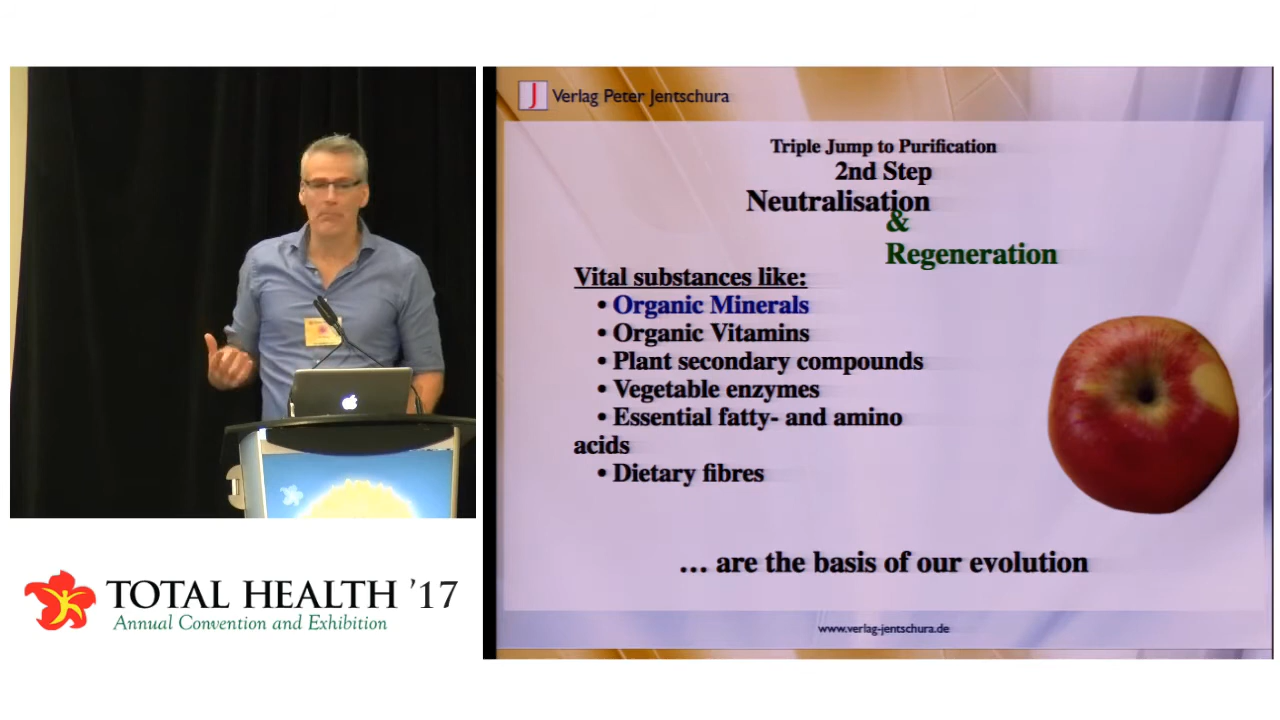 J Verlag Peter Jentschura
Triple Jump to Purification
2nd Step
Neutralisation
&
Regeneration
Vital substances like:
• Organic Minerals
• Organic Vitamins
• Plant secondary compounds
• Vegetable enzymes
• Essential fatty- and amino
acids
• Dietary fibres
… are the basis of our evolution
www.verlag-jentschura.de
TOTAL HEALTH ’17
Annual Convention and Exhibition